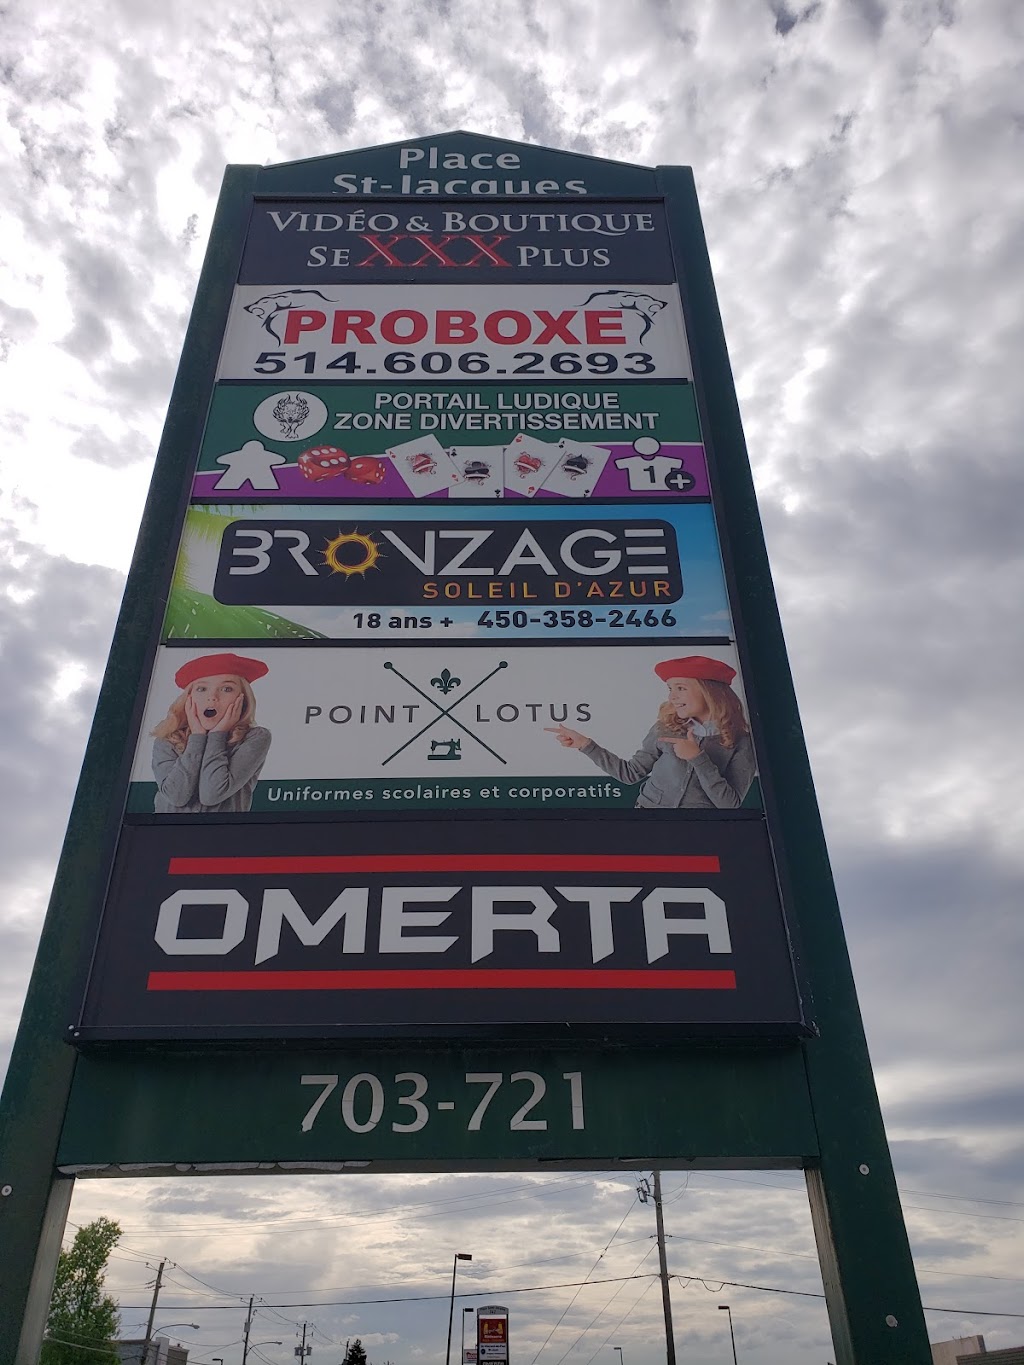 Place
St-Jacques
VIDÉO & BOUTIQUE
SEXXXPLUS
PROBOXE
514.606.2693
PORTAIL LUDIQUE
ZONE DIVERTISSEMENT
1+
BRONZAGE
SOLEIL D'AZUR
18 ans + 450-358-2466
POINT LOTUS
Uniformes scolaires et corporatifs
OMERTA
703-721